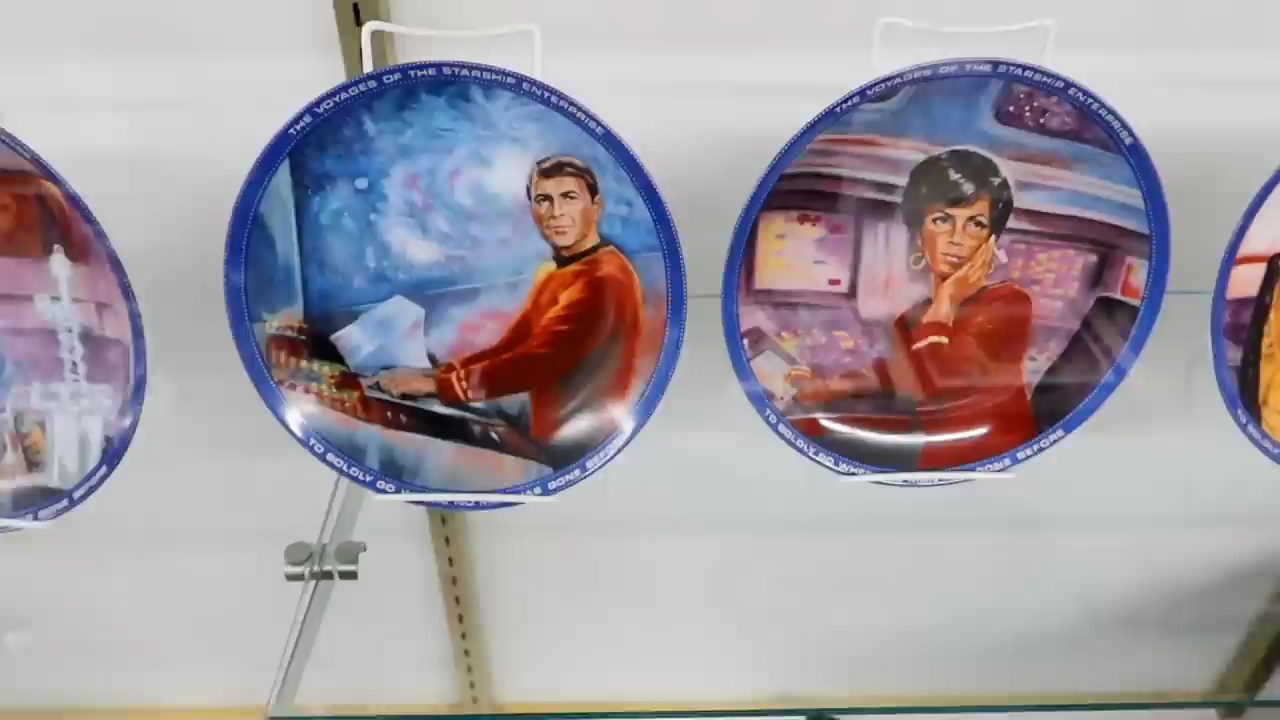 THE VOYAGES OF THE STARSHIP ENTERPRISE
TO BOLDLY GO
GONE BEFORE
THE VOYAGES OF THE STARSHIP ENTERPRISE
TO BOLDLY GO WHERE
GONE BEFORE
GONE BEFORE